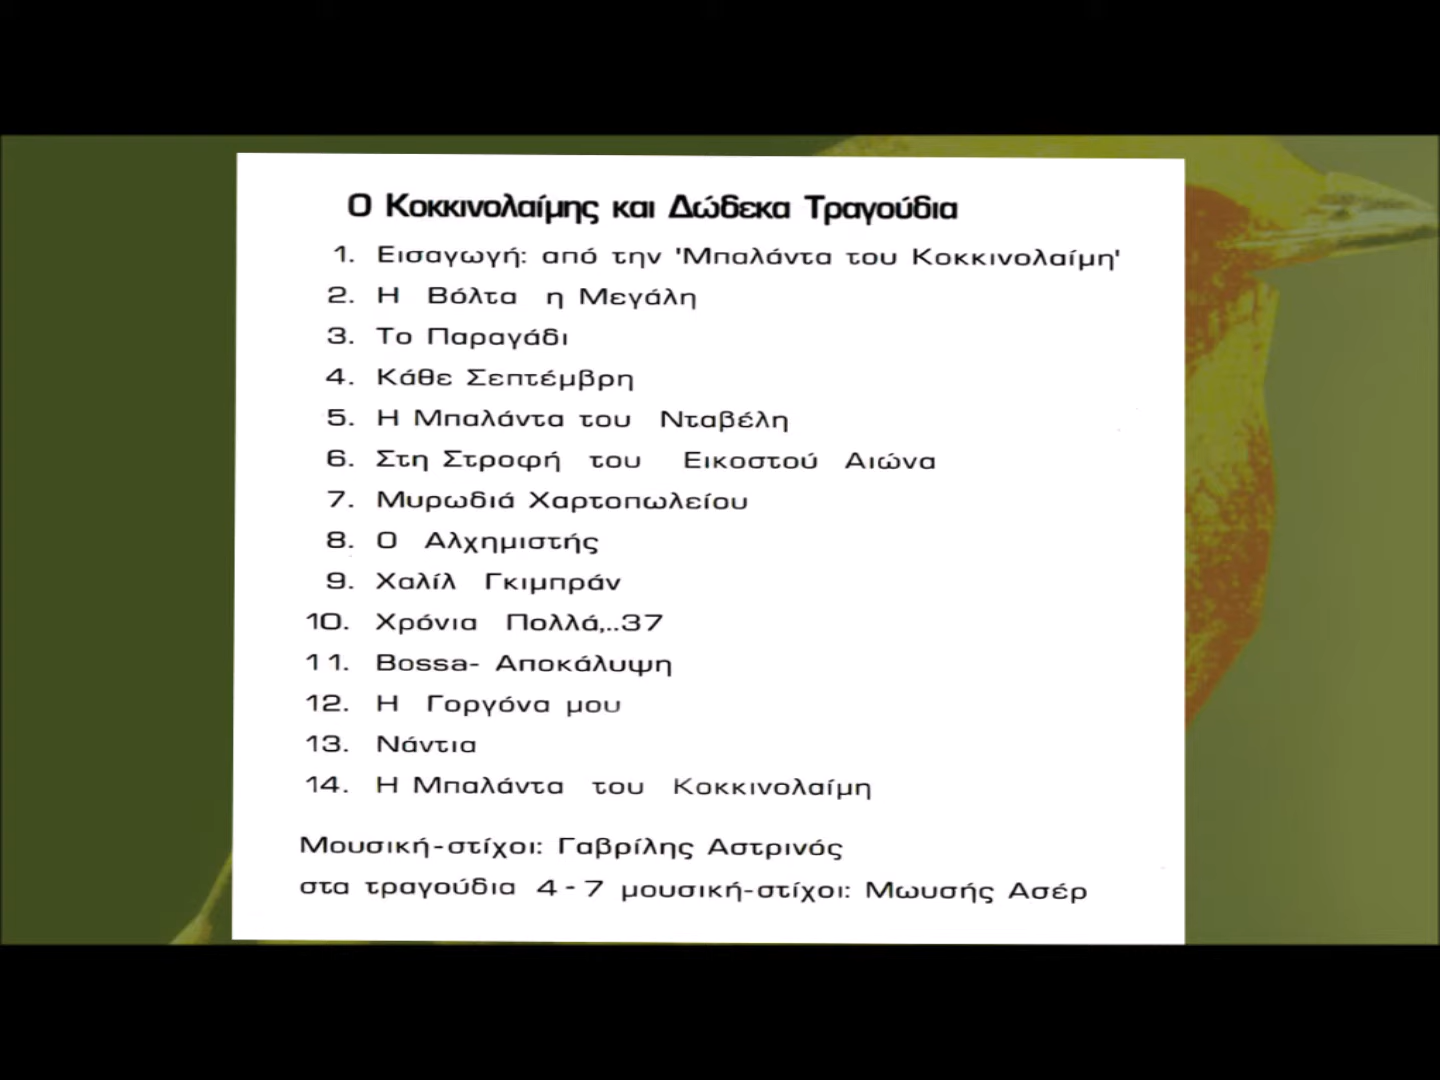 Ο Κοκκινολαίμης και Δώδεκα Τραγούδια
1. Εισαγωγή: από την 'Μπαλάντα του Κοκκινολαίμη'
2. Η Βόλτα η Μεγάλη
3. Το Παραγάδι
4. Κάθε Σεπτέμβρη
5. Η Μπαλάντα του Νταβέλη
6. Στη Στροφή του Εικοστού Αιώνα
7. Μυρωδιά Χαρτοπωλείου
8. Ο Αλχημιστής
9. Χαλίλ Γκιμπράν
10. Χρόνια Πολλά,..37
11. Bossa- Αποκάλυψη
12. Η Γοργόνα μου
13. Νάντια
14. Η Μπαλάντα του Κοκκινολαίμη
Μουσική-στίχοι: Γαβρίλης Αστρινός
στα τραγούδια 4 - 7 μουσική-στίχοι: Μωυσής Ασέρ